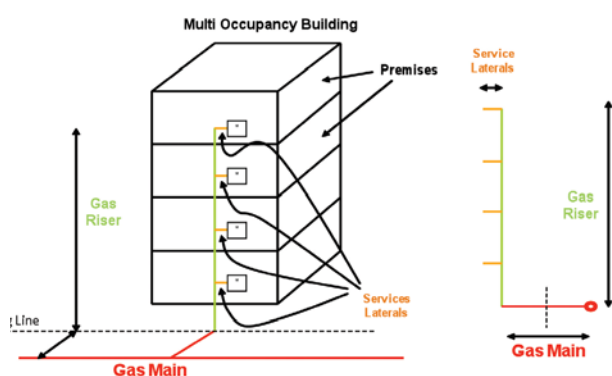 Multi Occupancy Building
Premises
Service
Laterals
Gas
Riser
Gas
Riser
Services
Laterals
g Line
Gas Main
Gas Main